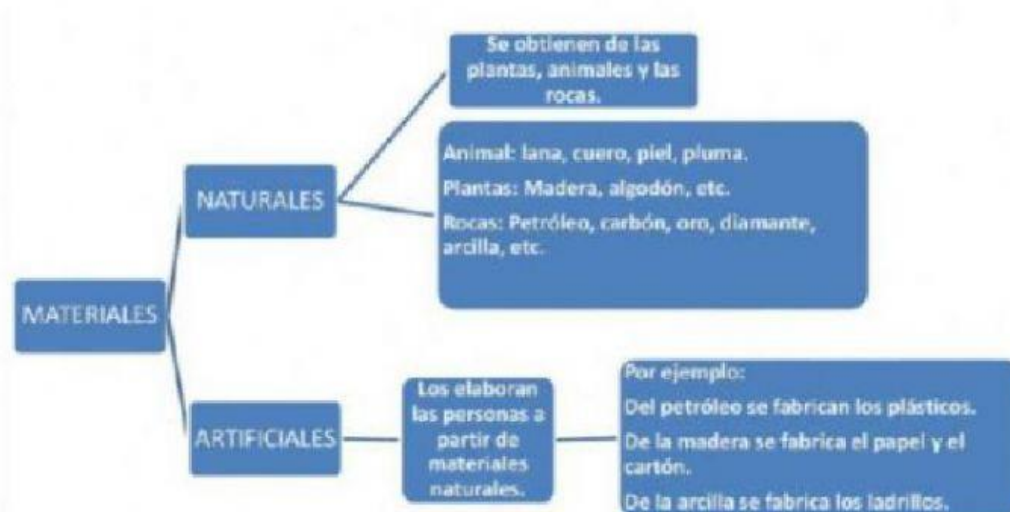 Se obtienen de las
plantas, animales y las
rocas.
Animal: lana, cuero, piel, pluma.
Plantas: Madera, algodón, etc.
Rocas: Petróleo, carbón, oro, diamante,
arcilla, etc.
NATURALES
MATERIALES
ARTIFICIALES
Los elaboran
las personas a
partir de
materiales
naturales.
Por ejemplo:
Del petróleo se fabrican los plásticos.
De la madera se fabrica el papel y el
cartón.
De la arcilla se fabrica los ladrillos.